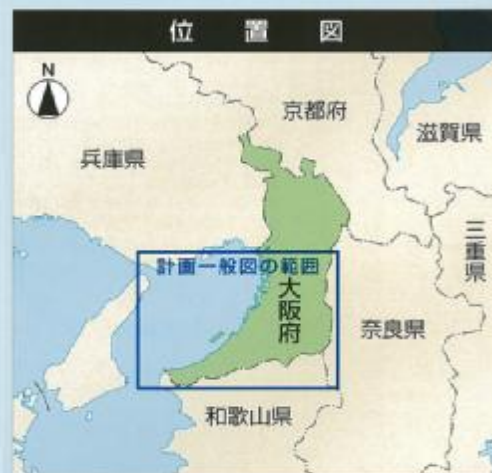 位置図
N
京都府
滋賀県
兵庫県
三重県
計画一般図の範囲
大阪府
奈良県
和歌山県